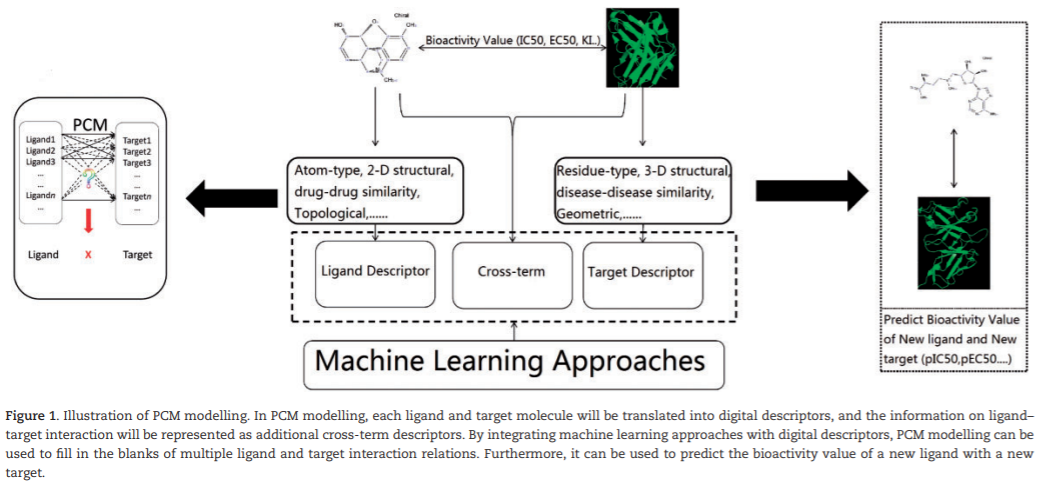 HO
Chiral
CH₃
Bioactivity Value (IC50, EC50, KI..)
PCM
Ligand1
Ligand2
Ligand3
...
...
Ligandn
...
Target1
Target2
Target3
...
...
Targetn
...
?
Ligand X Target
Atom-type, 2-D structural,
drug-drug similarity,
Topological,......
Residue-type, 3-D structural,
disease-disease similarity,
Geometric,......
Ligand Descriptor
Cross-term
Target Descriptor
Machine Learning Approaches
Predict Bioactivity Value
of New ligand and New
target (pIC50,pEC50....)
Figure 1. Illustration of PCM modelling. In PCM modelling, each ligand and target molecule will be translated into digital descriptors, and the information on ligand–
target interaction will be represented as additional cross-term descriptors. By integrating machine learning approaches with digital descriptors, PCM modelling can be
used to fill in the blanks of multiple ligand and target interaction relations. Furthermore, it can be used to predict the bioactivity value of a new ligand with a new
target.